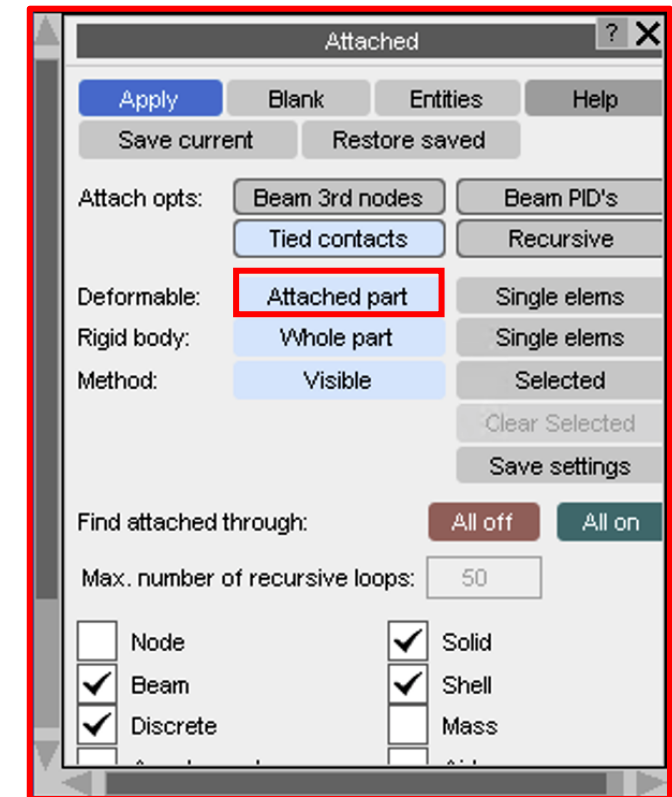 Attached ?
Apply Blank Entities Help
Save current Restore saved
Attach opts: Beam 3rd nodes Beam PID's
Tied contacts Recursive
Deformable: Attached part Single elems
Rigid body: Whole part Single elems
Method: Visible Selected
Clear Selected
Save settings
Find attached through: All off All on
Max. number of recursive loops: 50
Node Solid
Beam Shell
Discrete Mass